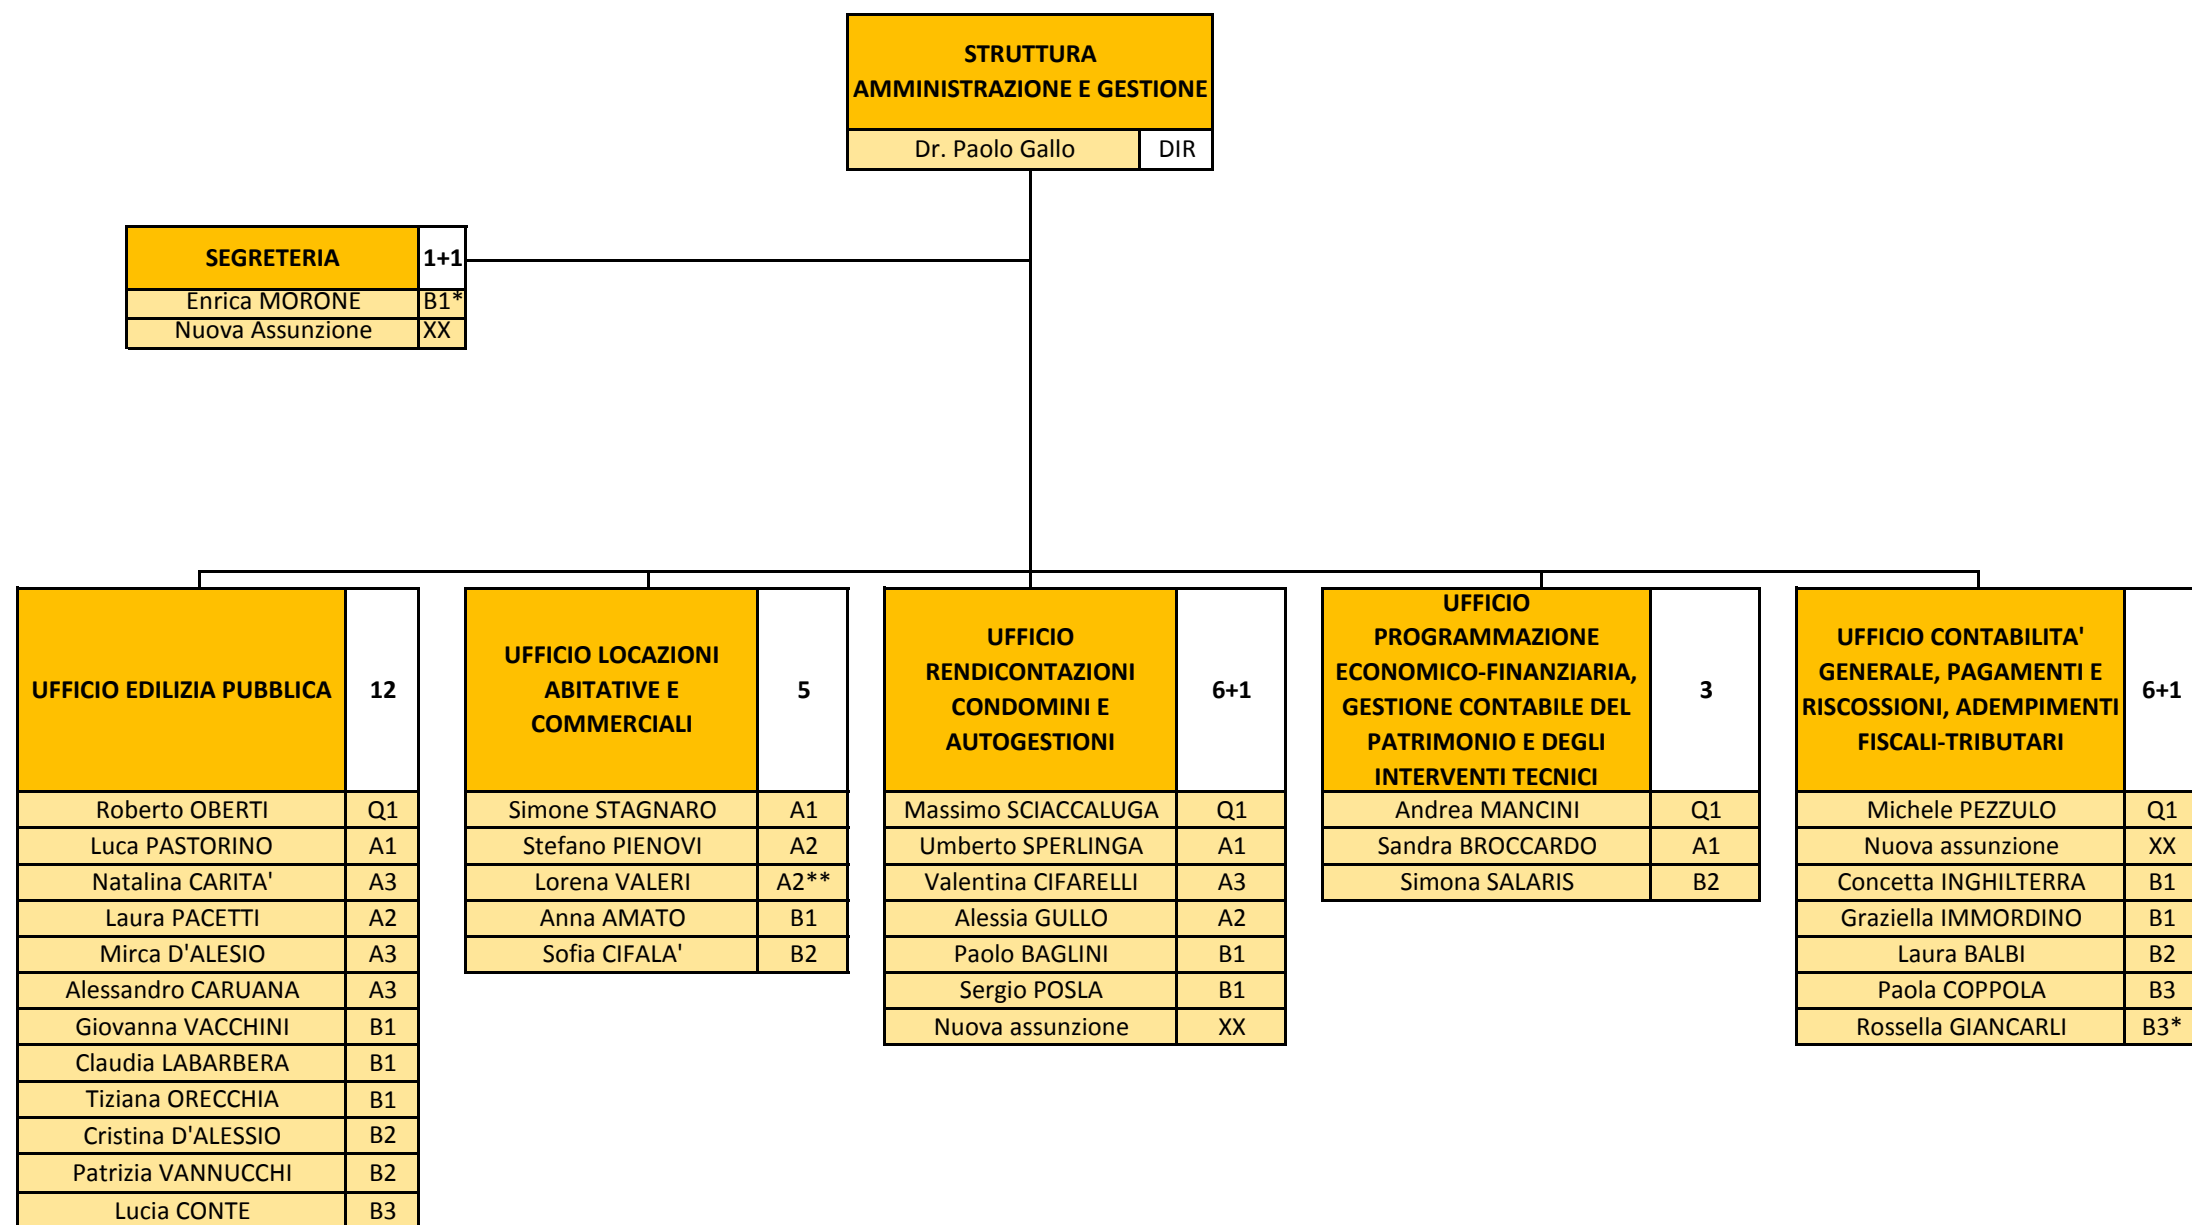 STRUTTURA
AMMINISTRAZIONE E GESTIONE
Dr. Paolo Gallo DIR
SEGRETERIA 1+1
Enrica MORONE B1*
Nuova Assunzione XX
UFFICIO EDILIZIA PUBBLICA 12
Roberto OBERTI Q1
Luca PASTORINO A1
Natalina CARITA' A3
Laura PACETTI A2
Mirca D'ALESIO A3
Alessandro CARUANA A3
Giovanna VACCHINI B1
Claudia LABARBERA B1
Tiziana ORECCHIA B1
Cristina D'ALESSIO B2
Patrizia VANNUCCHI B2
Lucia CONTE B3
UFFICIO LOCAZIONI
ABITATIVE E 5
COMMERCIALI
Simone STAGNARO A1
Stefano PIENOVI A2
Lorena VALERI A2**
Anna AMATO B1
Sofia CIFALA' B2
UFFICIO
RENDICONTAZIONI
CONDOMINI E 6+1
AUTOGESTIONI
Massimo SCIACCALUGA Q1
Umberto SPERLINGA A1
Valentina CIFARELLI A3
Alessia GULLO A2
Paolo BAGLINI B1
Sergio POSLA B1
Nuova assunzione XX
UFFICIO
PROGRAMMAZIONE
ECONOMICO-FINANZIARIA,
GESTIONE CONTABILE DEL 3
PATRIMONIO E DEGLI
INTERVENTI TECNICI
Andrea MANCINI Q1
Sandra BROCCARDO A1
Simona SALARIS B2
UFFICIO CONTABILITA'
GENERALE, PAGAMENTI E
RISCOSSIONI, ADEMPIMENTI 6+1
FISCALI-TRIBUTARI
Michele PEZZULO Q1
Nuova assunzione XX
Concetta INGHILTERRA B1
Graziella IMMORDINO B1
Laura BALBI B2
Paola COPPOLA B3
Rossella GIANCARLI B3*